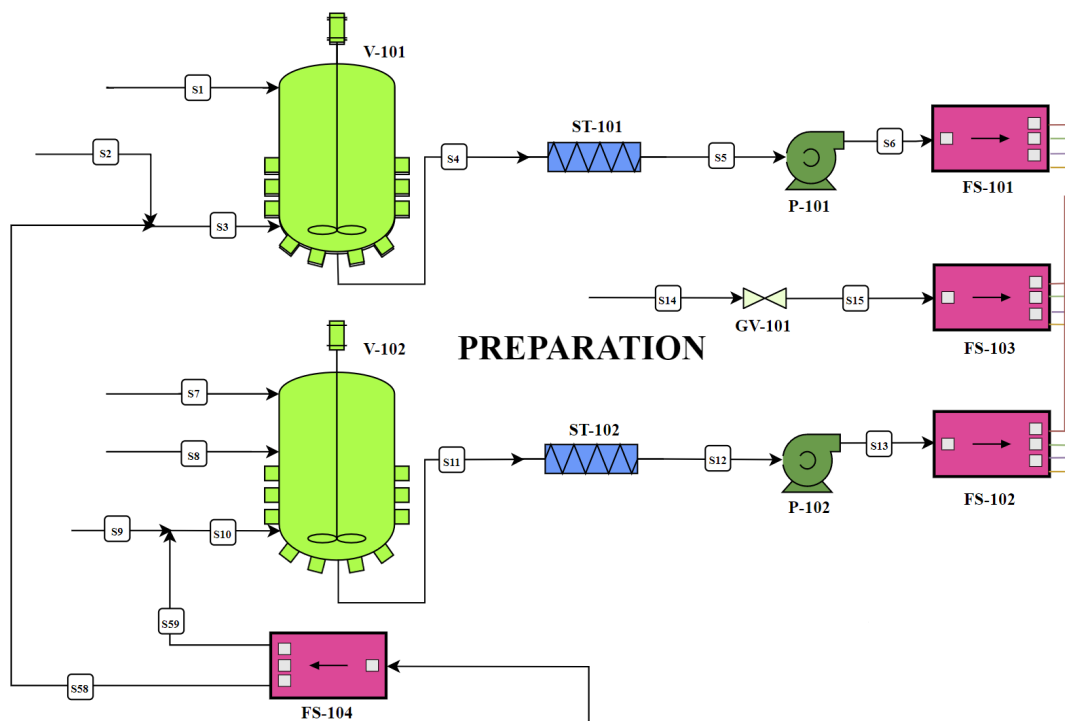 V-101
S1
ST-101
S2
S4
S5
S6
P-101
FS-101
S3
S14
S15
GV-101
FS-103
PREPARATION
V-102
S7
ST-102
S8
S11
S12
S13
P-102
FS-102
S9
S10
S59
S58
FS-104